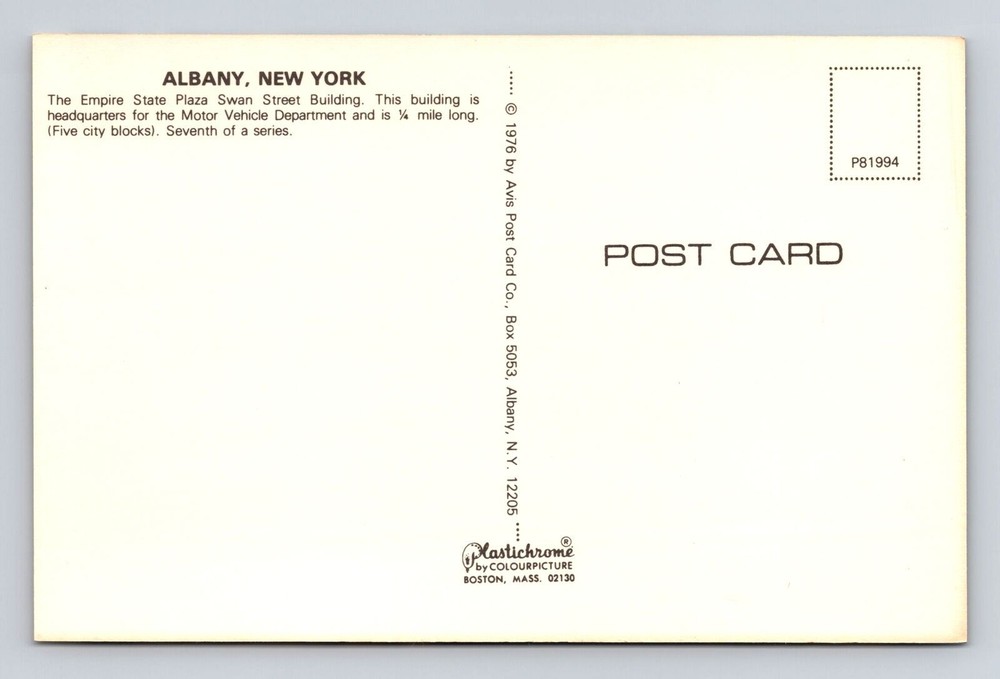 ALBANY, NEW YORK
The Empire State Plaza Swan Street Building. This building is
headquarters for the Motor Vehicle Department and is ¼ mile long.
(Five city blocks). Seventh of a series.
© 1976 by Avis Post Card Co., Box 5053, Albany, N.Y. 12205
Plastichrome ®
by COLOURPICTURE
BOSTON, MASS. 02130
P81994
POST CARD